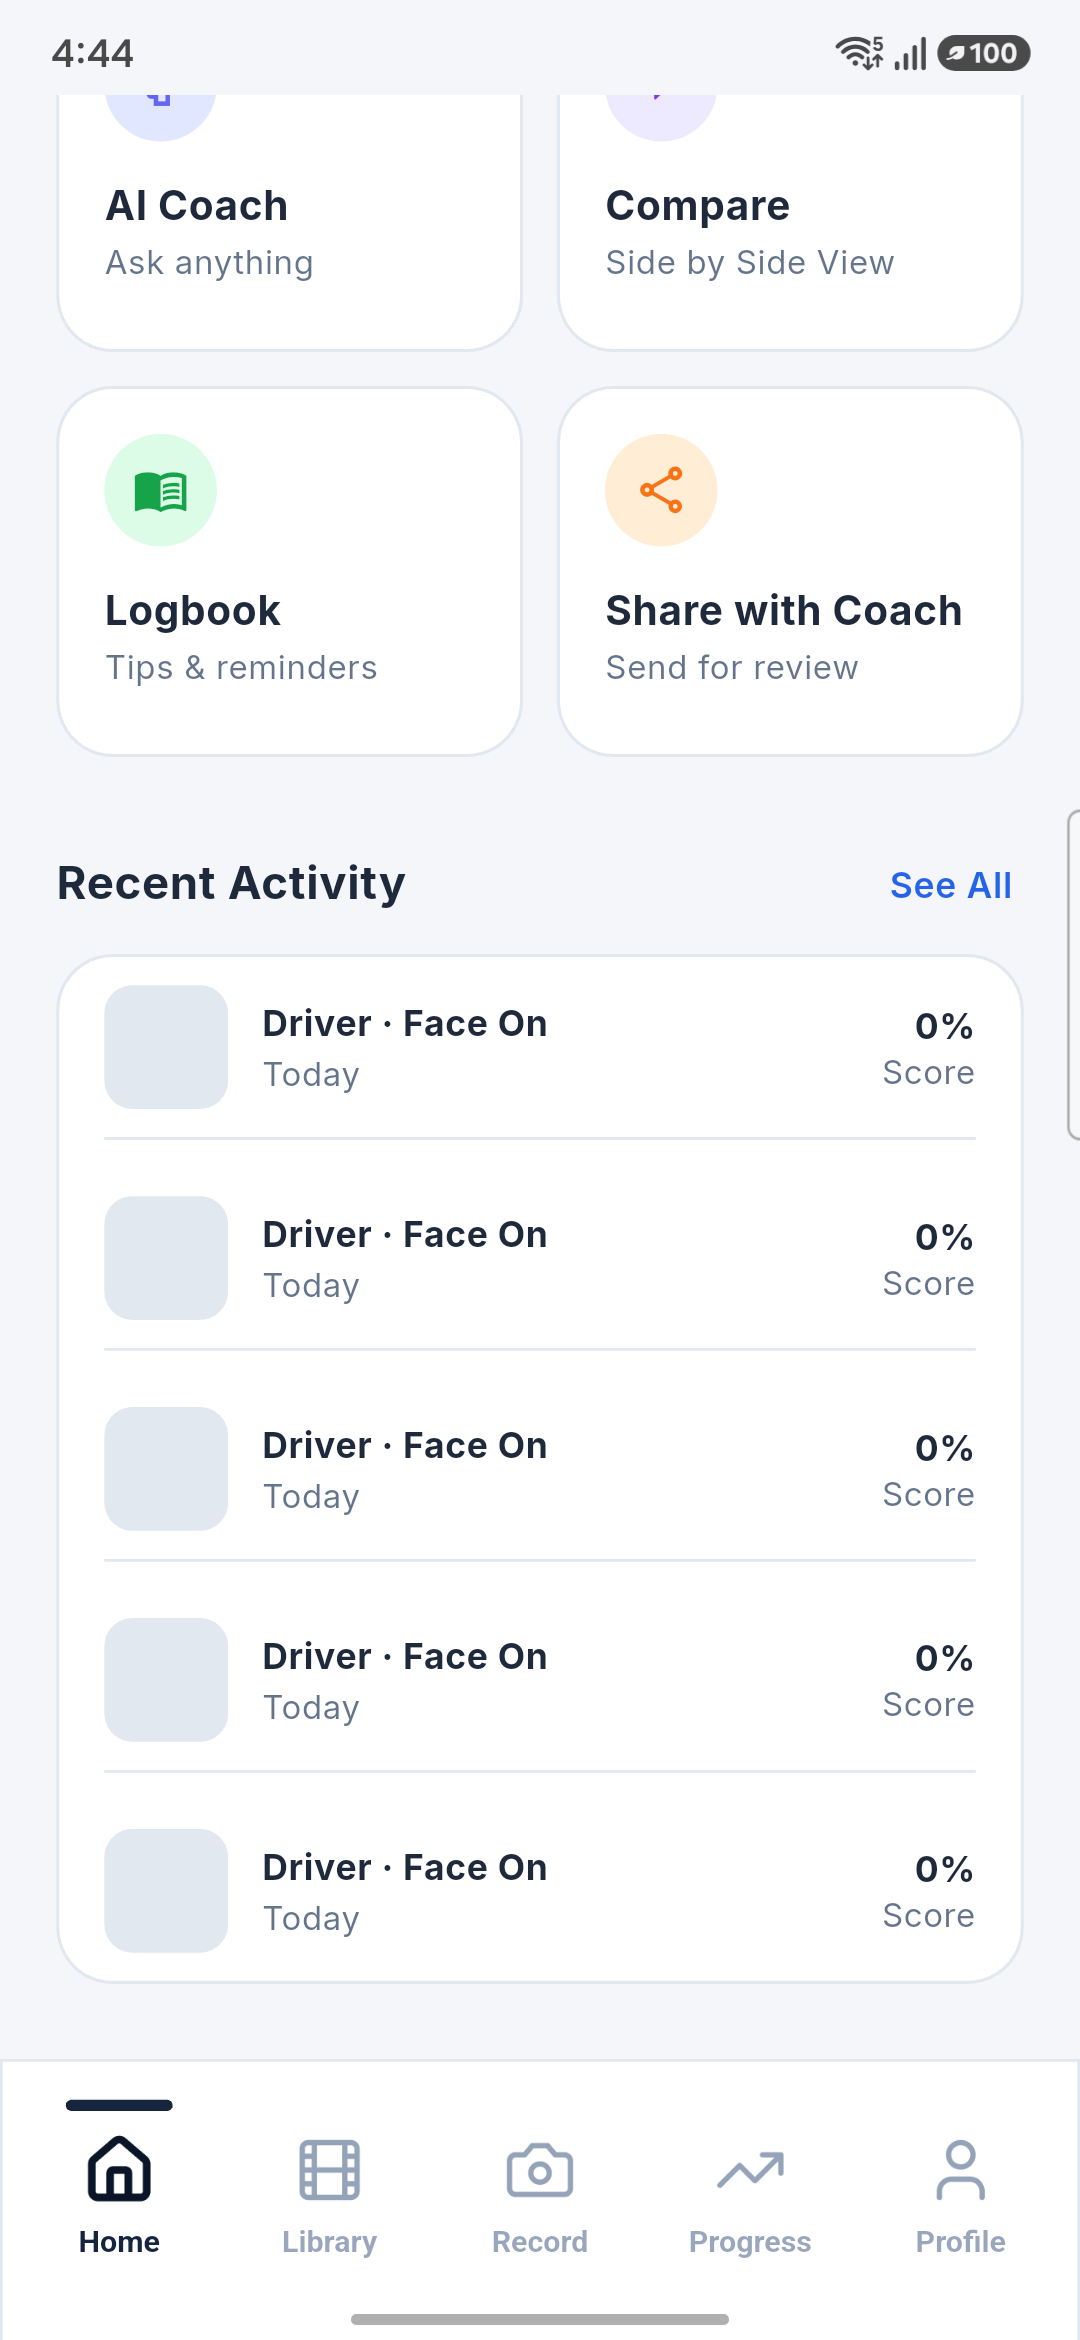 4:44
5
100
AI Coach
Ask anything
Compare
Side by Side View
Logbook
Tips & reminders
Share with Coach
Send for review
Recent Activity
See All
Driver · Face On
Today
0%
Score
Driver · Face On
Today
0%
Score
Driver · Face On
Today
0%
Score
Driver · Face On
Today
0%
Score
Driver · Face On
Today
0%
Score
Home
Library
Record
Progress
Profile